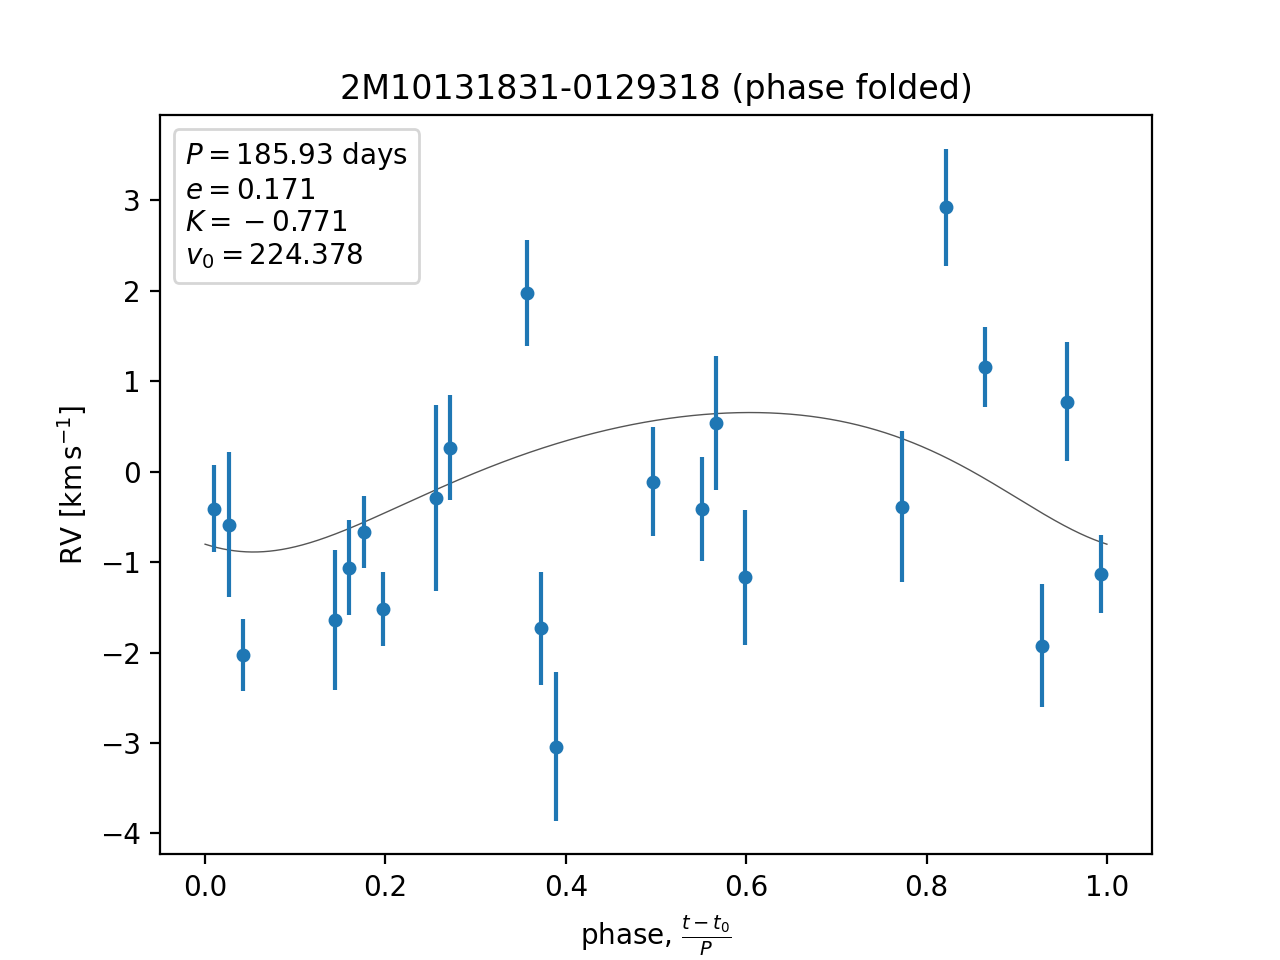 2M10131831-0129318 (phase folded)
P = 185.93 days
e = 0.171
K = −0.771
v₀ = 224.378
3
2
1
0
−1
−2
−3
−4
RV [km s⁻¹]
0.0 0.2 0.4 0.6 0.8 1.0
phase, (t − t₀)/P